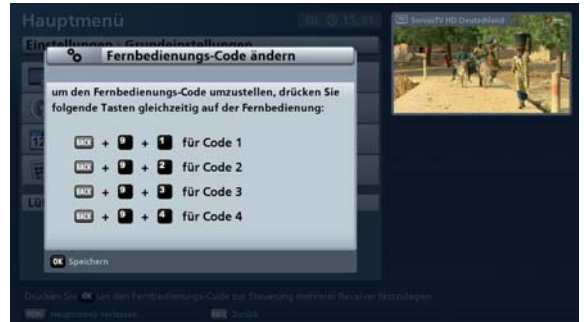 Hauptmenü
Di. 15:11
ServusTV HD Deutschland
Einstellungen : Grundeinstellungen
Fernbedienungs-Code ändern
um den Fernbedienungs-Code umzustellen, drücken Sie
folgende Tasten gleichzeitig auf der Fernbedienung:
BACK + 9 + 1 für Code 1
BACK + 9 + 2 für Code 2
BACK + 9 + 3 für Code 3
BACK + 9 + 4 für Code 4
OK Speichern
Drücken Sie OK um den Fernbedienungs-Code zur Steuerung mehrerer Receiver festzulegen
MENU Hauptmenü verlassen BACK Zurück